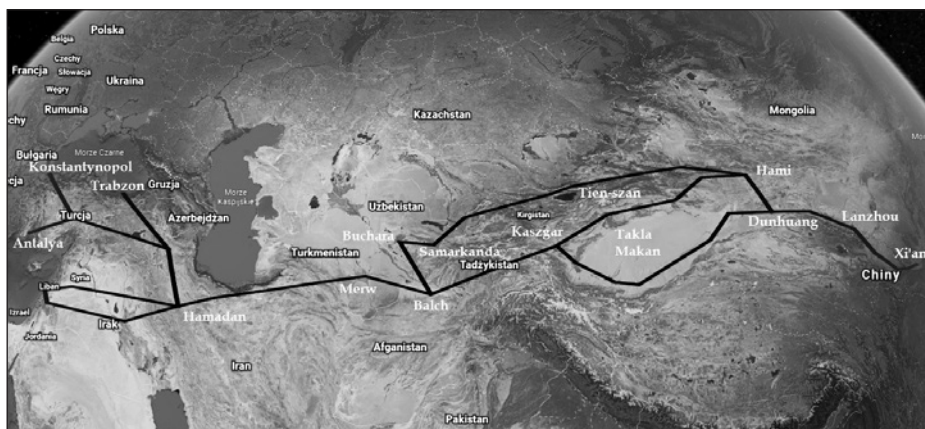 Polska
Belgia
Czechy
Francja
Słowacja
Ukraina
Węgry
Rumunia
Kazachstan
Mongolia
Morze Czarne
Bułgaria
Konstantynopol
Trabzon
Gruzja
Morze
Kaspijskie
Tien-szan
Hami
Turcja
Azerbejdżan
Uzbekistan
Kirgistan
Dunhuang
Lanzhou
Antalya
Buchara
Samarkanda
Kaszgar
Takla
Makan
Turkmenistan
Tadżykistan
Xi'an
Chiny
Syria
Liban
Merw
Balch
Izrael
Irak
Hamadan
Jordania
Iran
Afganistan
Pakistan